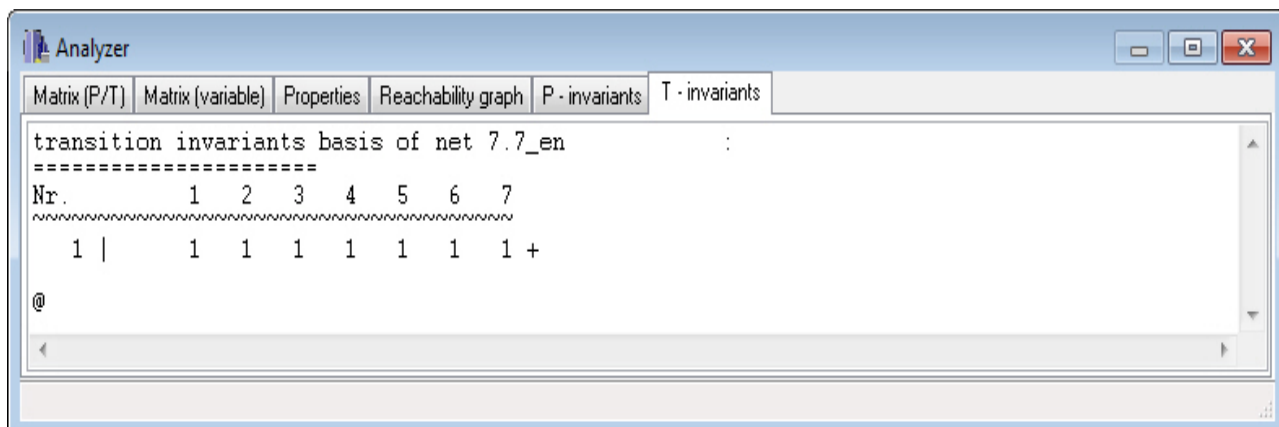 Analyzer
Matrix (P/T) Matrix (variable) Properties Reachability graph P - invariants T - invariants
transition invariants basis of net 7.7_en :
======================
Nr. 1 2 3 4 5 6 7
~~~~~~~~~~~~~~~~~~~~~~~~~~~~~~~~~~~~~
1 | 1 1 1 1 1 1 1 +
@